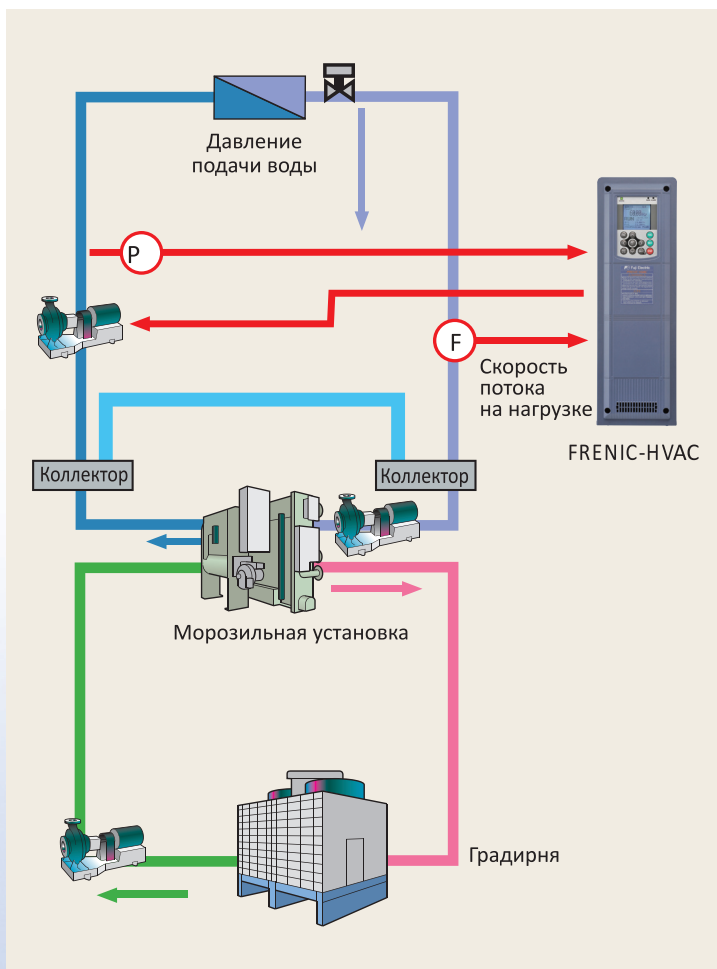 Давление
подачи воды
P
F
Скорость
потока
на нагрузке
FRENIC-HVAC
Коллектор
Коллектор
Морозильная установка
Градирня